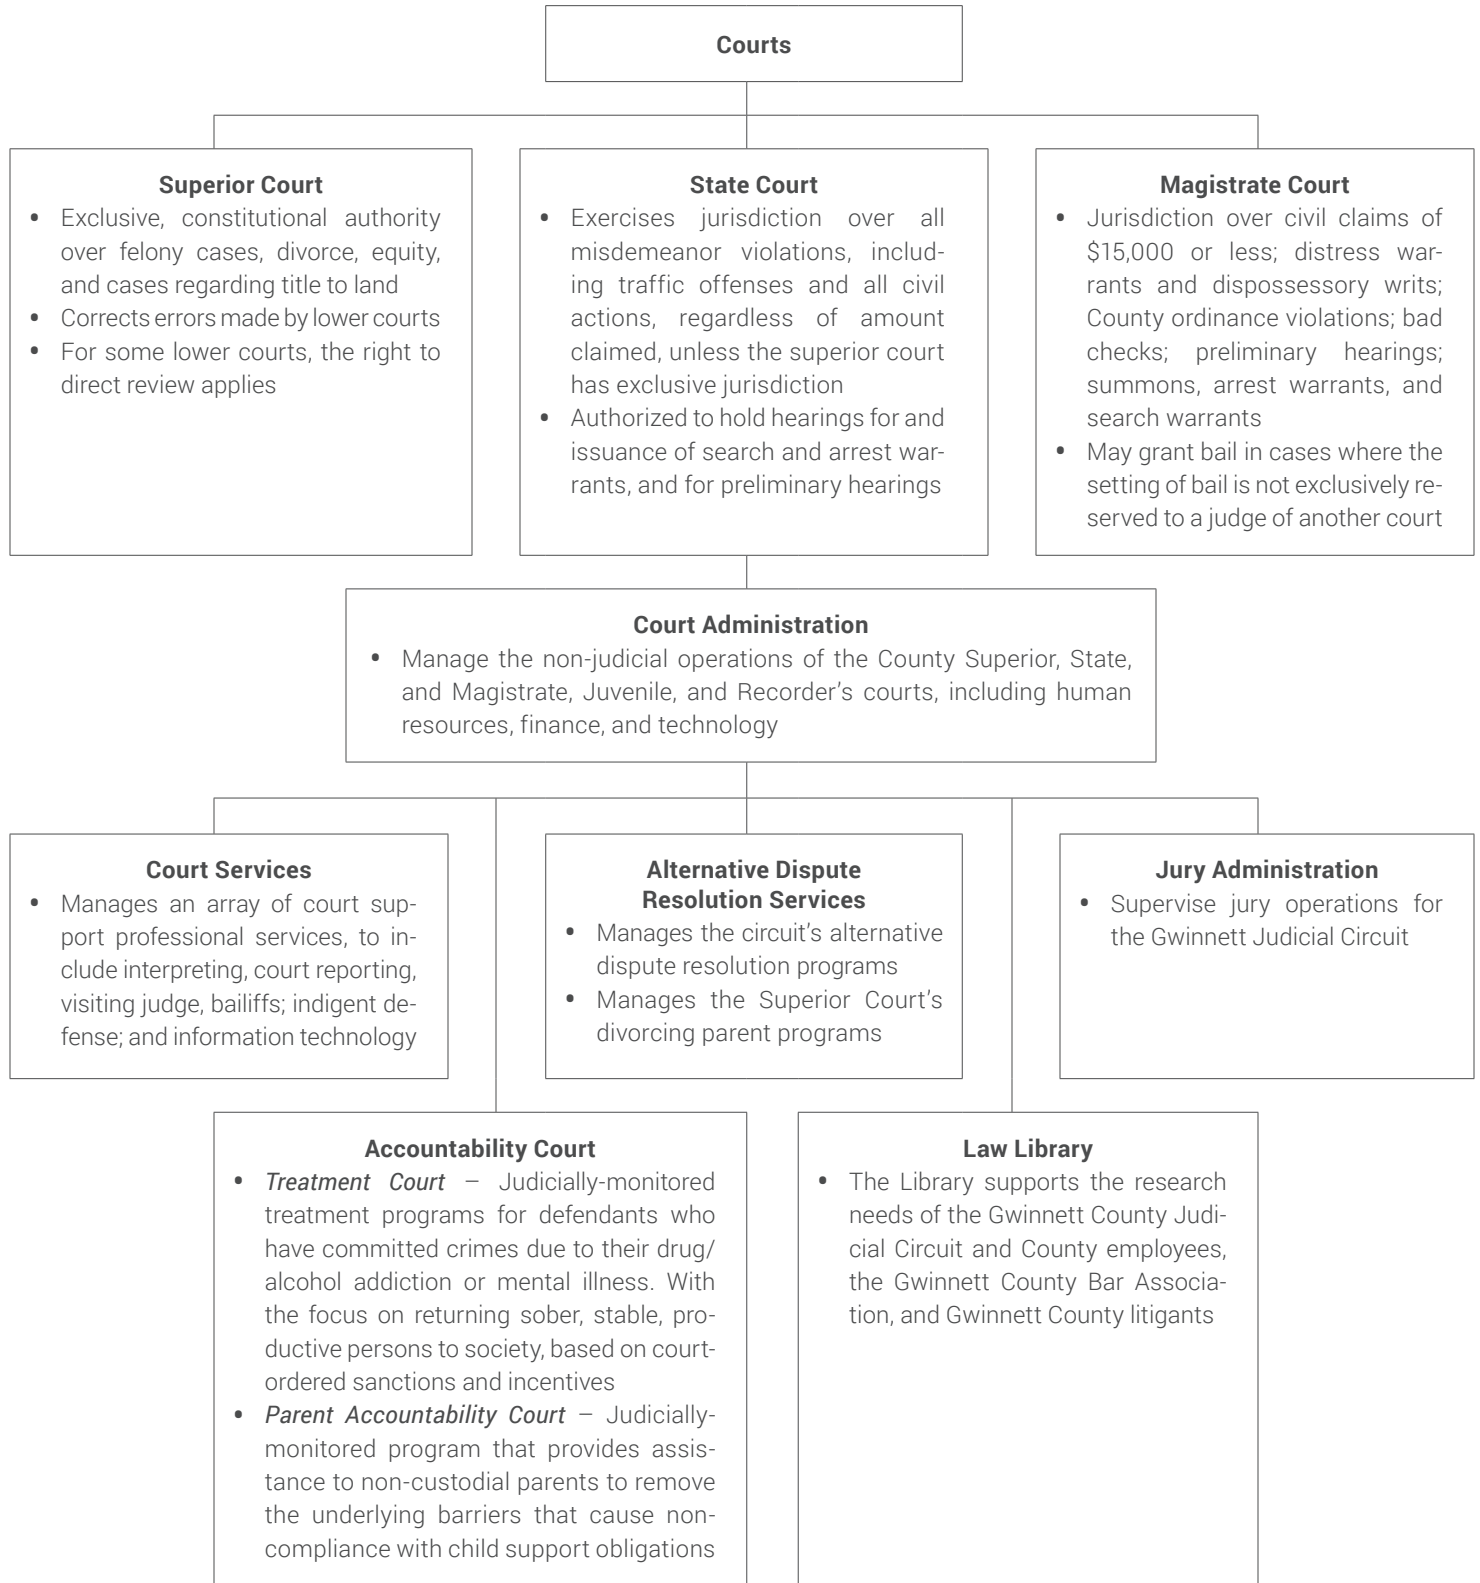 Courts
Superior Court
• Exclusive, constitutional authority
over felony cases, divorce, equity,
and cases regarding title to land
• Corrects errors made by lower courts
• For some lower courts, the right to
direct review applies
State Court
• Exercises jurisdiction over all
misdemeanor violations, includ-
ing traffic offenses and all civil
actions, regardless of amount
claimed, unless the superior court
has exclusive jurisdiction
• Authorized to hold hearings for and
issuance of search and arrest war-
rants, and for preliminary hearings
Magistrate Court
• Jurisdiction over civil claims of
$15,000 or less; distress war-
rants and dispossessory writs;
County ordinance violations; bad
checks; preliminary hearings;
summons, arrest warrants, and
search warrants
• May grant bail in cases where the
setting of bail is not exclusively re-
served to a judge of another court
Court Administration
• Manage the non-judicial operations of the County Superior, State,
and Magistrate, Juvenile, and Recorder’s courts, including human
resources, finance, and technology
Court Services
• Manages an array of court sup-
port professional services, to in-
clude interpreting, court reporting,
visiting judge, bailiffs; indigent de-
fense; and information technology
Alternative Dispute
Resolution Services
• Manages the circuit’s alternative
dispute resolution programs
• Manages the Superior Court’s
divorcing parent programs
Jury Administration
• Supervise jury operations for
the Gwinnett Judicial Circuit
Accountability Court
• Treatment Court – Judicially-monitored
treatment programs for defendants who
have committed crimes due to their drug/
alcohol addiction or mental illness. With
the focus on returning sober, stable, pro-
ductive persons to society, based on court-
ordered sanctions and incentives
• Parent Accountability Court – Judicially-
monitored program that provides assis-
tance to non-custodial parents to remove
the underlying barriers that cause non-
compliance with child support obligations
Law Library
• The Library supports the research
needs of the Gwinnett County Judi-
cial Circuit and County employees,
the Gwinnett County Bar Associa-
tion, and Gwinnett County litigants